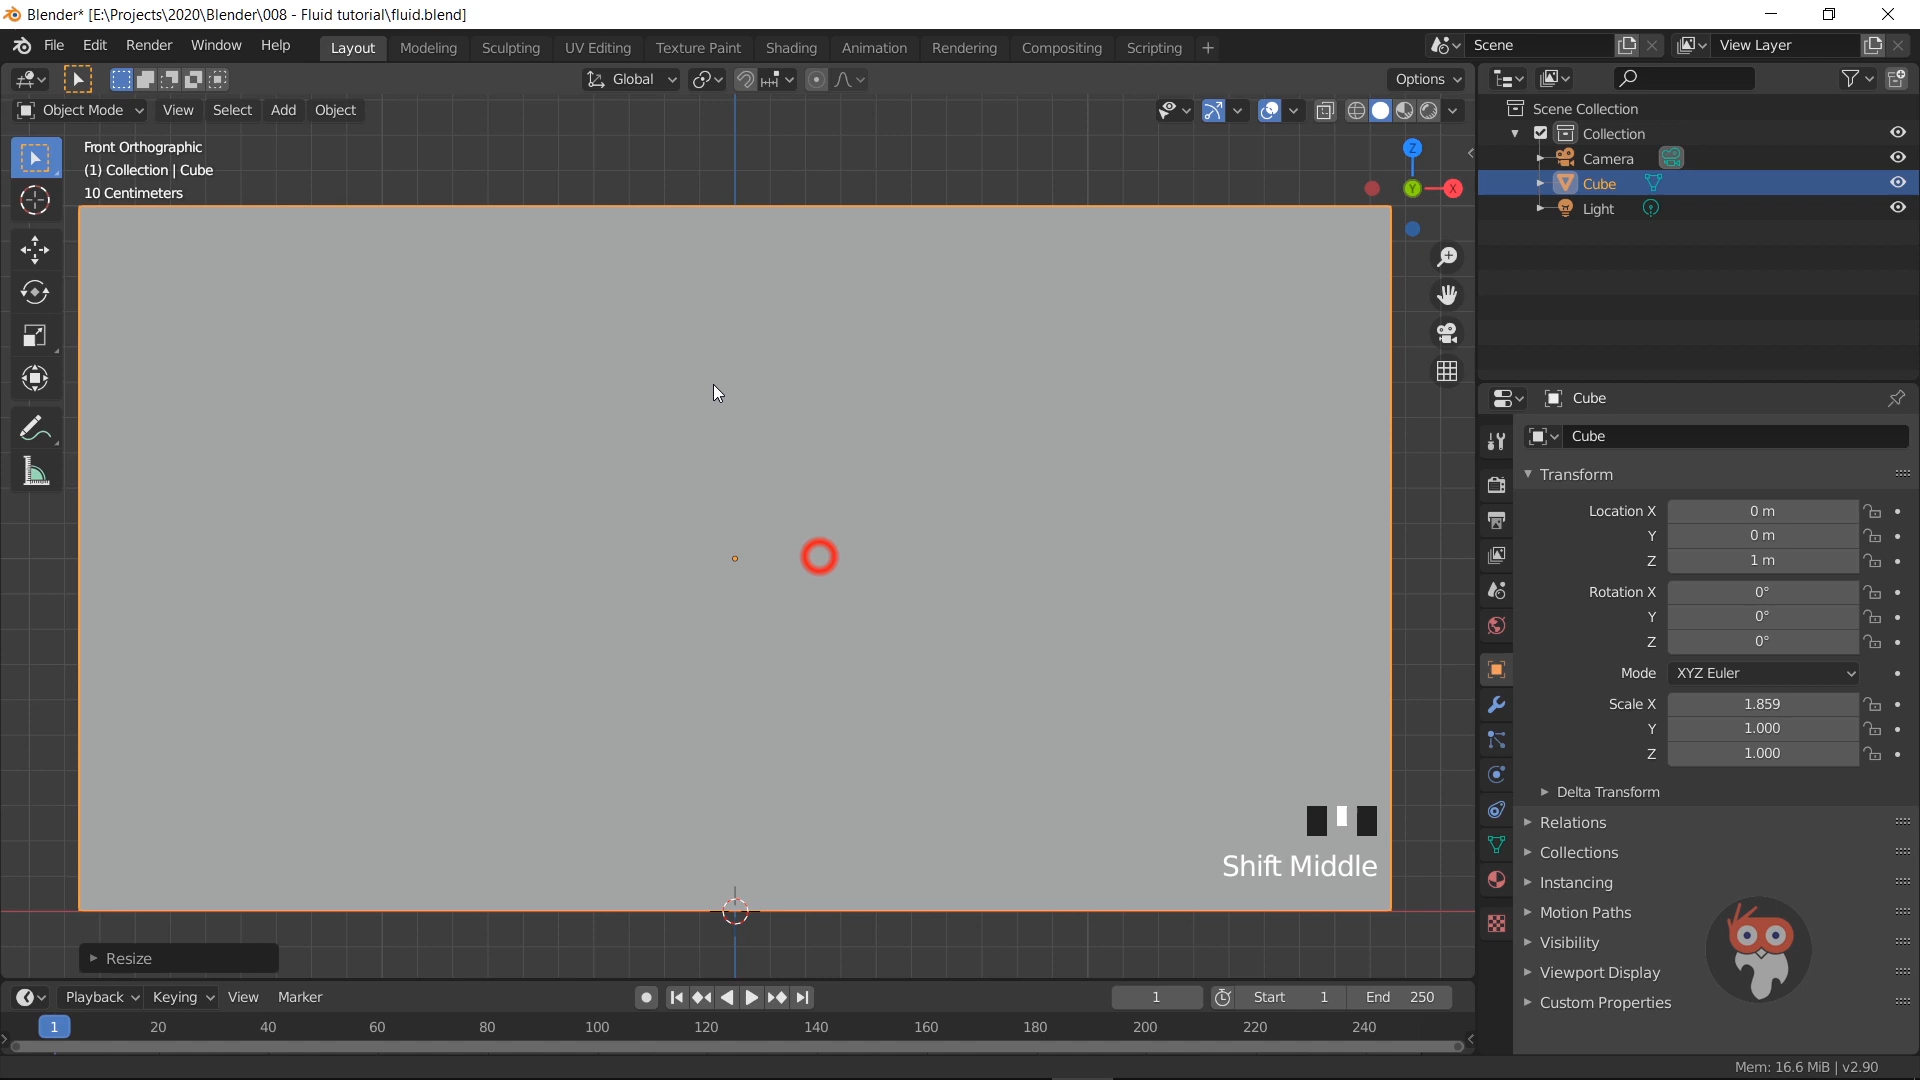 Blender* [E:\Projects\2020\Blender\008 - Fluid tutorial\fluid.blend]
File Edit Render Window Help Layout Modeling Sculpting UV Editing Texture Paint Shading Animation Rendering Compositing Scripting + Scene View Layer
Global Options
Object Mode View Select Add Object
Front Orthographic
(1) Collection | Cube
10 Centimeters
Z
Y
X
Scene Collection
Collection
Camera
Cube
Light
Cube
Cube
Transform
Location X 0 m
Y 0 m
Z 1 m
Rotation X 0°
Y 0°
Z 0°
Mode XYZ Euler
Scale X 1.859
Y 1.000
Z 1.000
Delta Transform
Relations
Collections
Instancing
Motion Paths
Visibility
Viewport Display
Custom Properties
Shift Middle
Resize
Playback Keying View Marker 1 Start 1 End 250
1 20 40 60 80 100 120 140 160 180 200 220 240
Mem: 16.6 MiB | v2.90